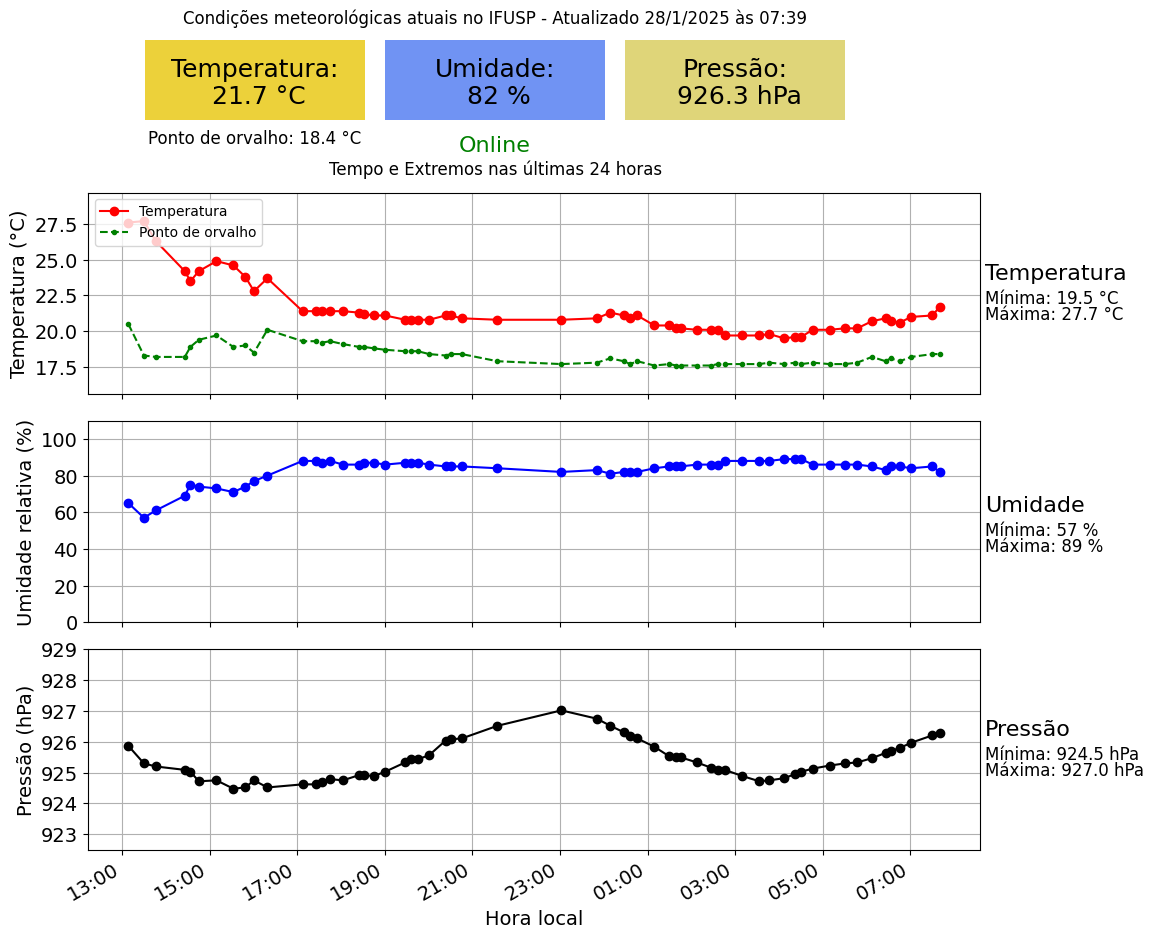 Condições meteorológicas atuais no IFUSP - Atualizado 28/1/2025 às 07:39
Temperatura:
21.7 °C
Umidade:
82 %
Pressão:
926.3 hPa
Ponto de orvalho: 18.4 °C
Online
Tempo e Extremos nas últimas 24 horas
Temperatura (°C)
27.5
25.0
22.5
20.0
17.5
Temperatura
Ponto de orvalho
Temperatura
Mínima: 19.5 °C
Máxima: 27.7 °C
Umidade relativa (%)
100
80
60
40
20
0
Umidade
Mínima: 57 %
Máxima: 89 %
Pressão (hPa)
929
928
927
926
925
924
923
Pressão
Mínima: 924.5 hPa
Máxima: 927.0 hPa
13:00
15:00
17:00
19:00
21:00
23:00
01:00
03:00
05:00
07:00
Hora local